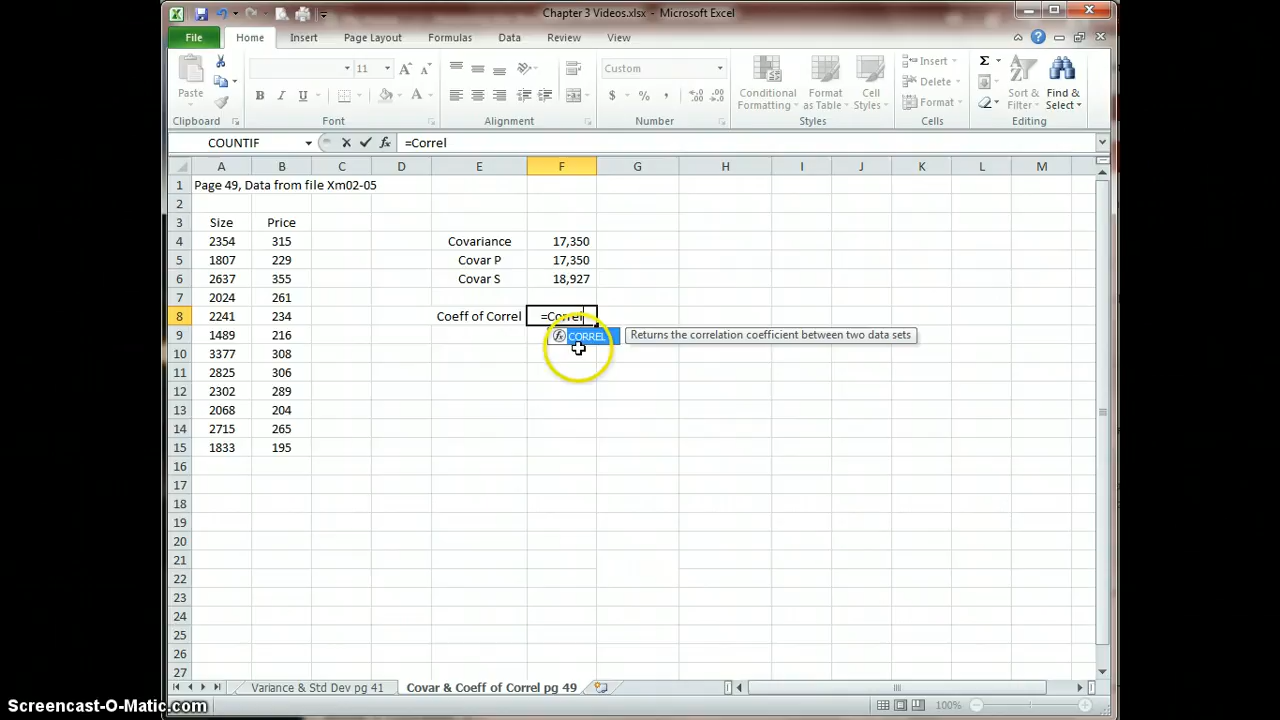 Chapter 3 Videos.xlsx - Microsoft Excel
File Home Insert Page Layout Formulas Data Review View
11 Custom Insert
Paste B I U $ % , Conditional Formatting Format as Table Cell Styles Delete Format Sort & Filter Find & Select
Clipboard Font Alignment Number Styles Cells Editing
COUNTIF fx =Correl
A B C D E F G H I J K L M
1 Page 49, Data from file Xm02-05
2
3 Size Price
4 2354 315 Covariance 17,350
5 1807 229 Covar P 17,350
6 2637 355 Covar S 18,927
7 2024 261
8 2241 234 Coeff of Correl =Correl
9 1489 216 CORREL Returns the correlation coefficient between two data sets
10 3377 308
11 2825 306
12 2302 289
13 2068 204
14 2715 265
15 1833 195
16
17
18
19
20
21
22
23
24
25
26
27
Variance & Std Dev pg 41 Covar & Coeff of Correl pg 49
100%
Screencast-O-Matic.com